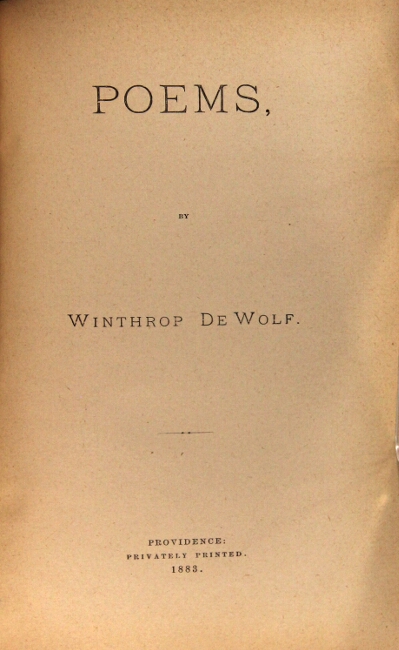 POEMS,
BY
WINTHROP DE WOLF.
PROVIDENCE:
PRIVATELY PRINTED.
1883.